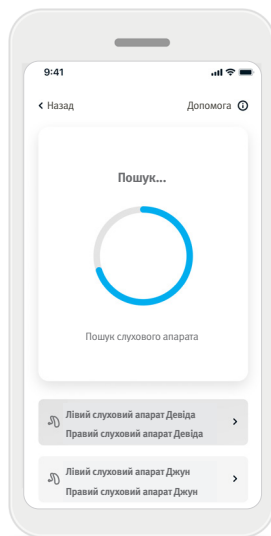 9:41
Назад
Допомога
Пошук...
Пошук слухового апарата
Лівий слуховий апарат Девіда
Правий слуховий апарат Девіда
Лівий слуховий апарат Джун
Правий слуховий апарат Джун